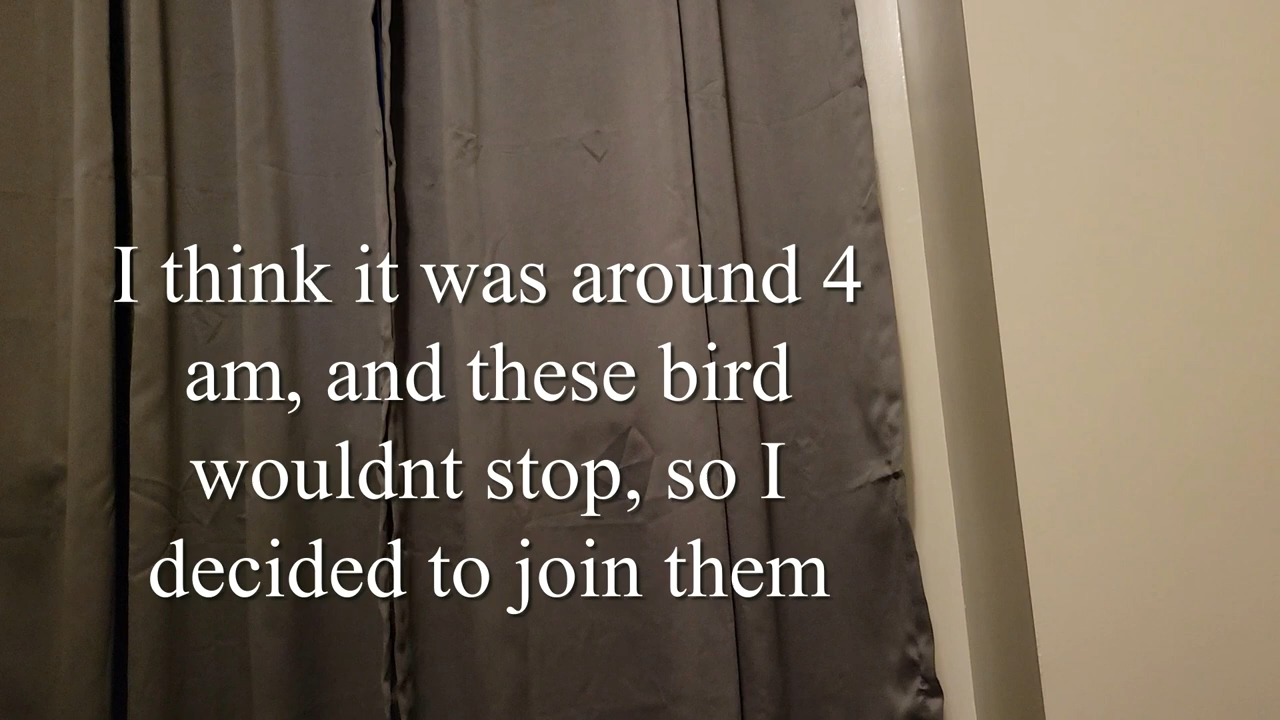 I think it was around 4
am, and these bird
wouldnt stop, so I
decided to join them